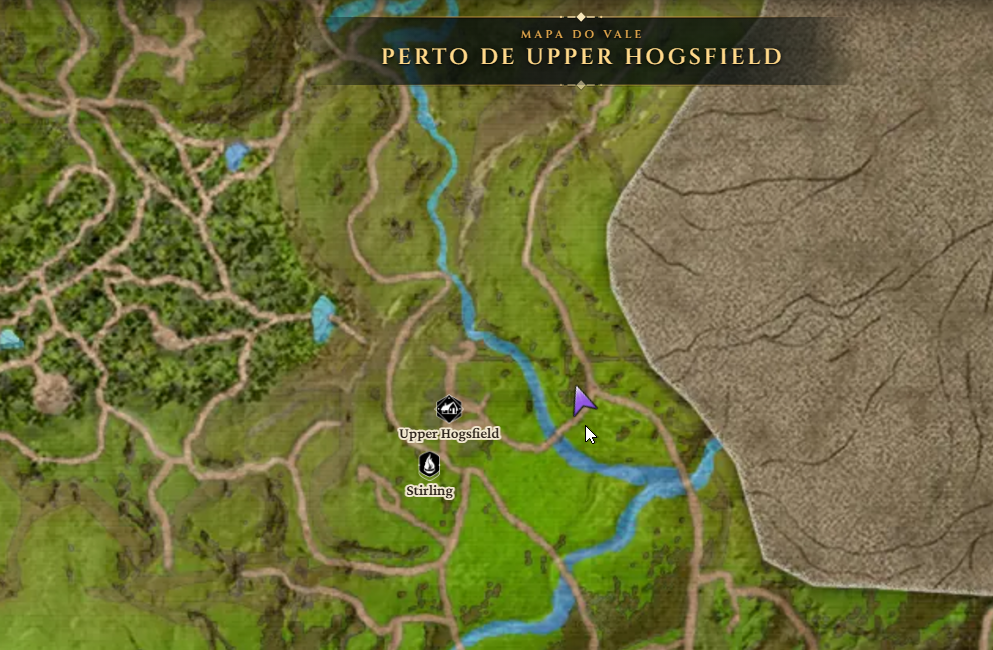 MAPA DO VALE
PERTO DE UPPER HOGSFIELD
Upper Hogsfield
Stirling